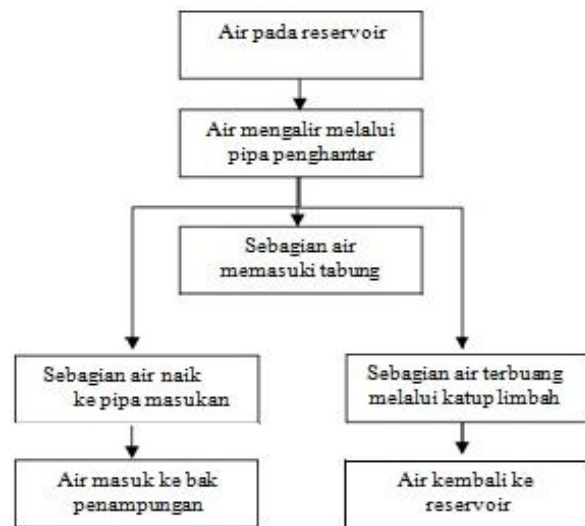 Air pada reservoir
Air mengalir melalui
pipa penghantar
Sebagian air
memasuki tabung
Sebagian air naik
ke pipa masukan
Sebagian air terbuang
melalui katup limbah
Air masuk ke bak
penampungan
Air kembali ke
reservoir